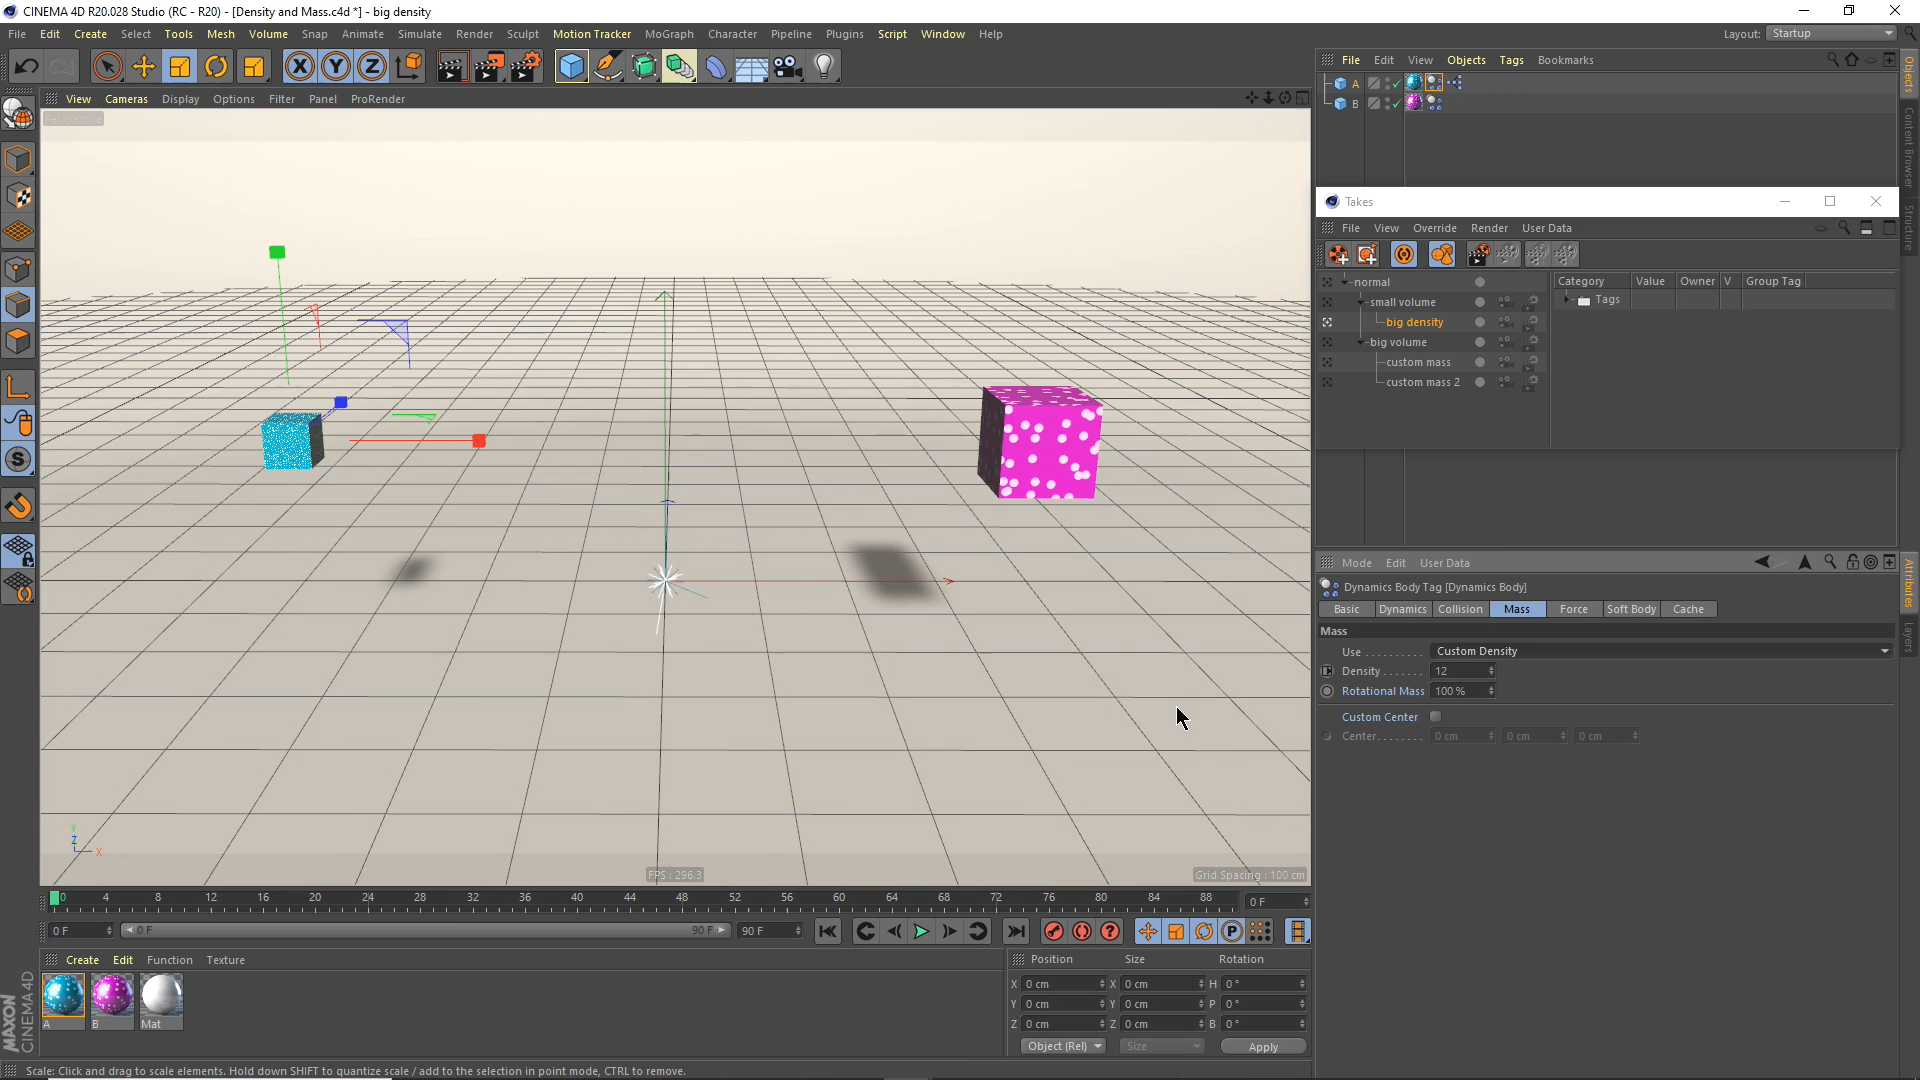 CINEMA 4D R20.028 Studio (RC - R20) - [Density and Mass.c4d *] - big density
File Edit Create Select Tools Mesh Volume Snap Animate Simulate Render Sculpt Motion Tracker MoGraph Character Pipeline Plugins Script Window Help
Layout: Startup
File Edit View Objects Tags Bookmarks
View Cameras Display Options Filter Panel ProRender
Perspective
A
B
Objects
Content Browser
Structure
Takes
File View Override Render User Data
normal
small volume
big density
big volume
custom mass
custom mass 2
Category Value Owner V Group Tag
Tags
Mode Edit User Data
Dynamics Body Tag [Dynamics Body]
Basic Dynamics Collision Mass Force Soft Body Cache
Mass
Use .......... Custom Density
Density ....... 12
Rotational Mass 100 %
Custom Center
Center........ 0 cm 0 cm 0 cm
Attributes
Layers
Y
Z
X
FPS : 296.3
Grid Spacing : 100 cm
0 4 8 12 16 20 24 28 32 36 40 44 48 52 56 60 64 68 72 76 80 84 88
0 F
0 F 0 F 90 F 90 F
Create Edit Function Texture
A B Mat
Position Size Rotation
X 0 cm X 0 cm H 0 °
Y 0 cm Y 0 cm P 0 °
Z 0 cm Z 0 cm B 0 °
Object (Rel) Size Apply
MAXON
CINEMA 4D
Scale: Click and drag to scale elements. Hold down SHIFT to quantize scale / add to the selection in point mode, CTRL to remove.